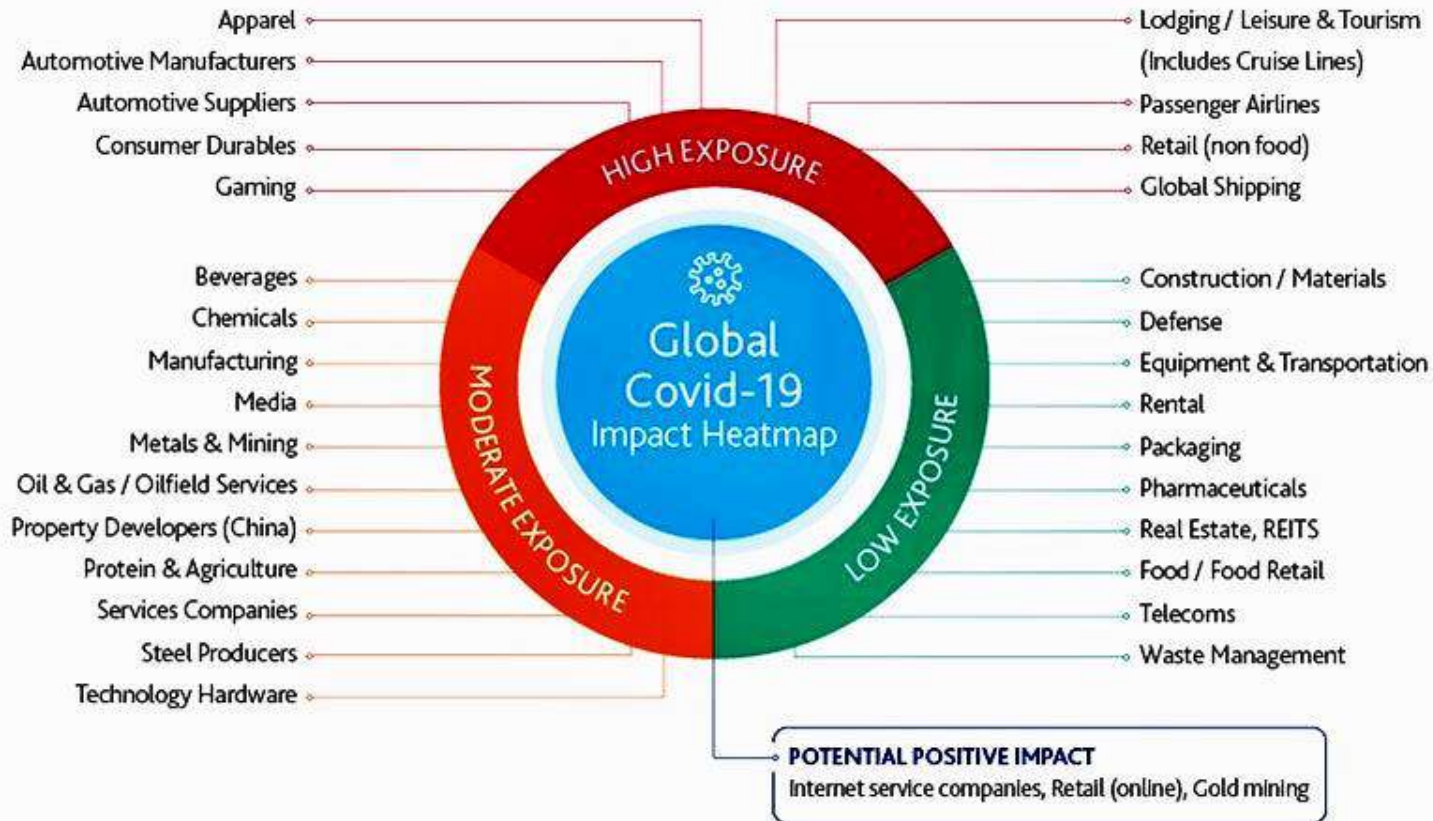 Apparel
Automotive Manufacturers
Automotive Suppliers
Consumer Durables
Gaming
Lodging / Leisure & Tourism
(Includes Cruise Lines)
Passenger Airlines
Retail (non food)
Global Shipping
HIGH EXPOSURE
Beverages
Chemicals
Manufacturing
Media
Metals & Mining
Oil & Gas / Oilfield Services
Property Developers (China)
Protein & Agriculture
Services Companies
Steel Producers
Technology Hardware
MODERATE EXPOSURE
Global
Covid-19
Impact Heatmap
LOW EXPOSURE
Construction / Materials
Defense
Equipment & Transportation
Rental
Packaging
Pharmaceuticals
Real Estate, REITS
Food / Food Retail
Telecoms
Waste Management
POTENTIAL POSITIVE IMPACT
Internet service companies, Retail (online), Gold mining